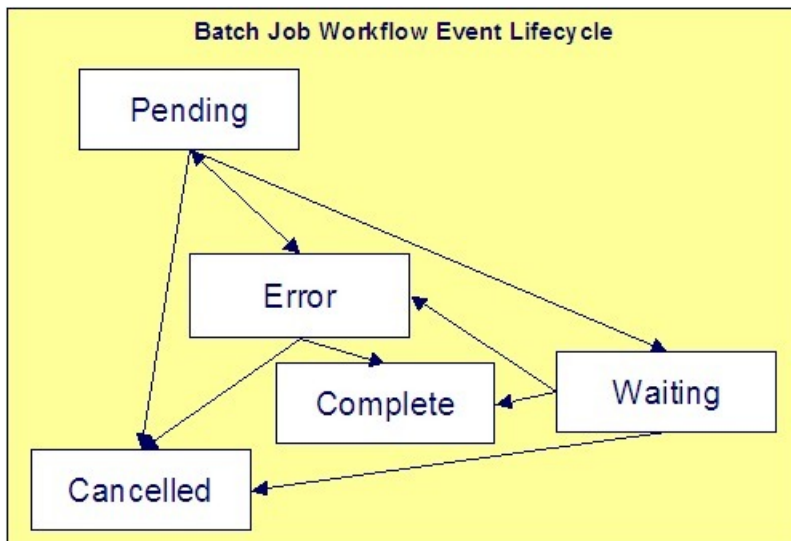 Batch Job Workflow Event Lifecycle
Pending
Error
Complete
Waiting
Cancelled